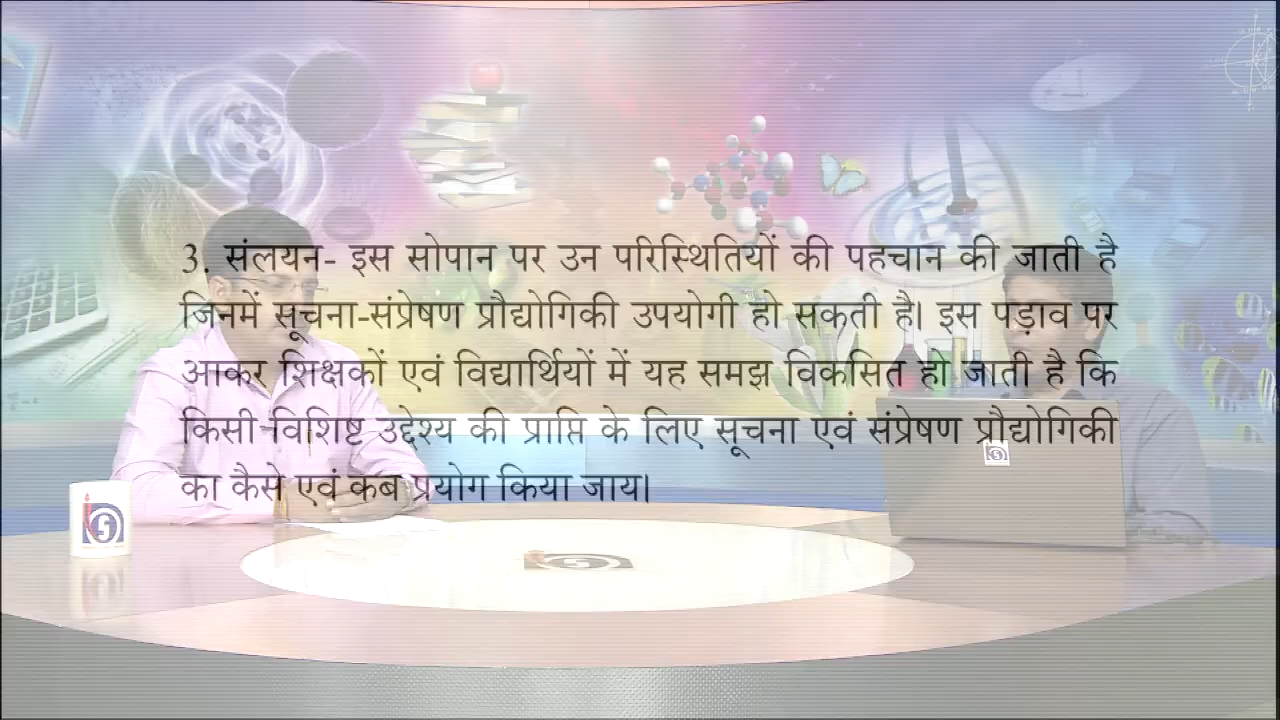 3. संलयन- इस सोपान पर उन परिस्थितियों की पहचान की जाती है
जिनमें सूचना-संप्रेषण प्रौद्योगिकी उपयोगी हो सकती है। इस पड़ाव पर
आकर शिक्षकों एवं विद्यार्थियों में यह समझ विकसित हो जाती है कि
किसी विशिष्ट उद्देश्य की प्राप्ति के लिए सूचना एवं संप्रेषण प्रौद्योगिकी
का कैसे एवं कब प्रयोग किया जाय।